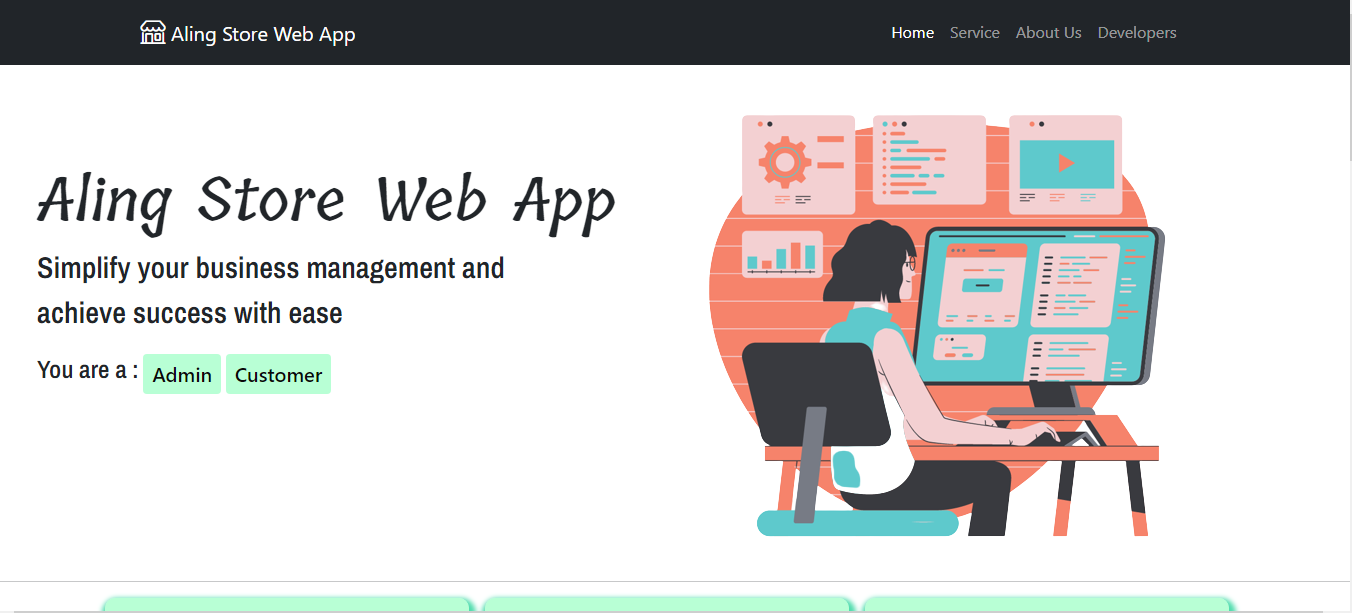 Aling Store Web App
Home Service About Us Developers
Aling Store Web App
Simplify your business management and
achieve success with ease
You are a : Admin Customer